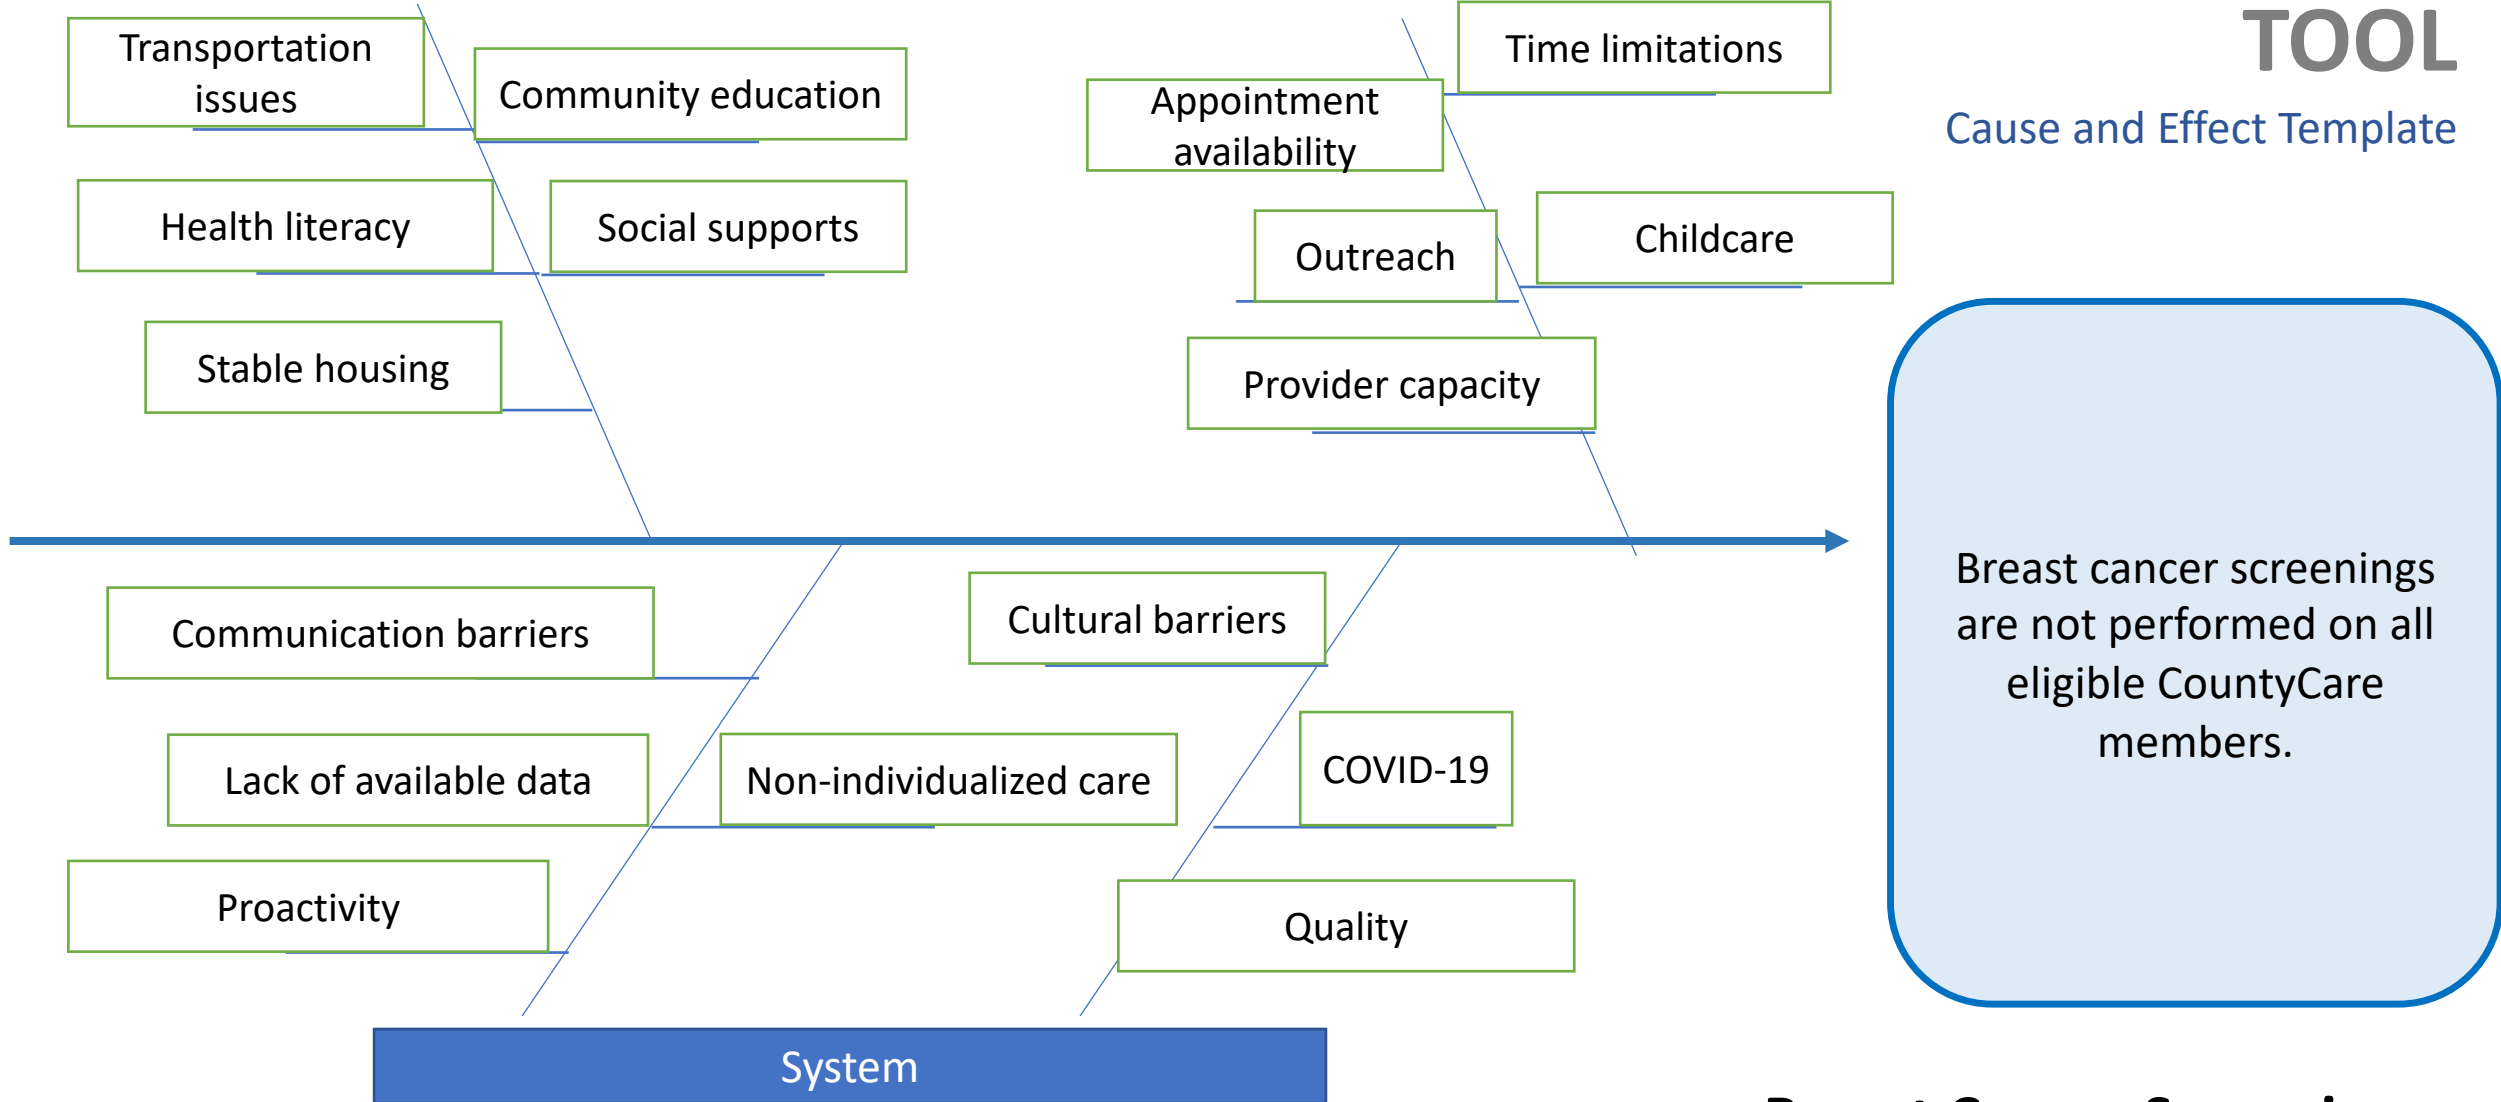 TOOL
Cause and Effect Template
Transportation
issues
Community education
Health literacy
Social supports
Stable housing
Time limitations
Appointment
availability
Outreach
Childcare
Provider capacity
Breast cancer screenings
are not performed on all
eligible CountyCare
members.
Communication barriers
Cultural barriers
Lack of available data
Non-individualized care
COVID-19
Proactivity
Quality
System